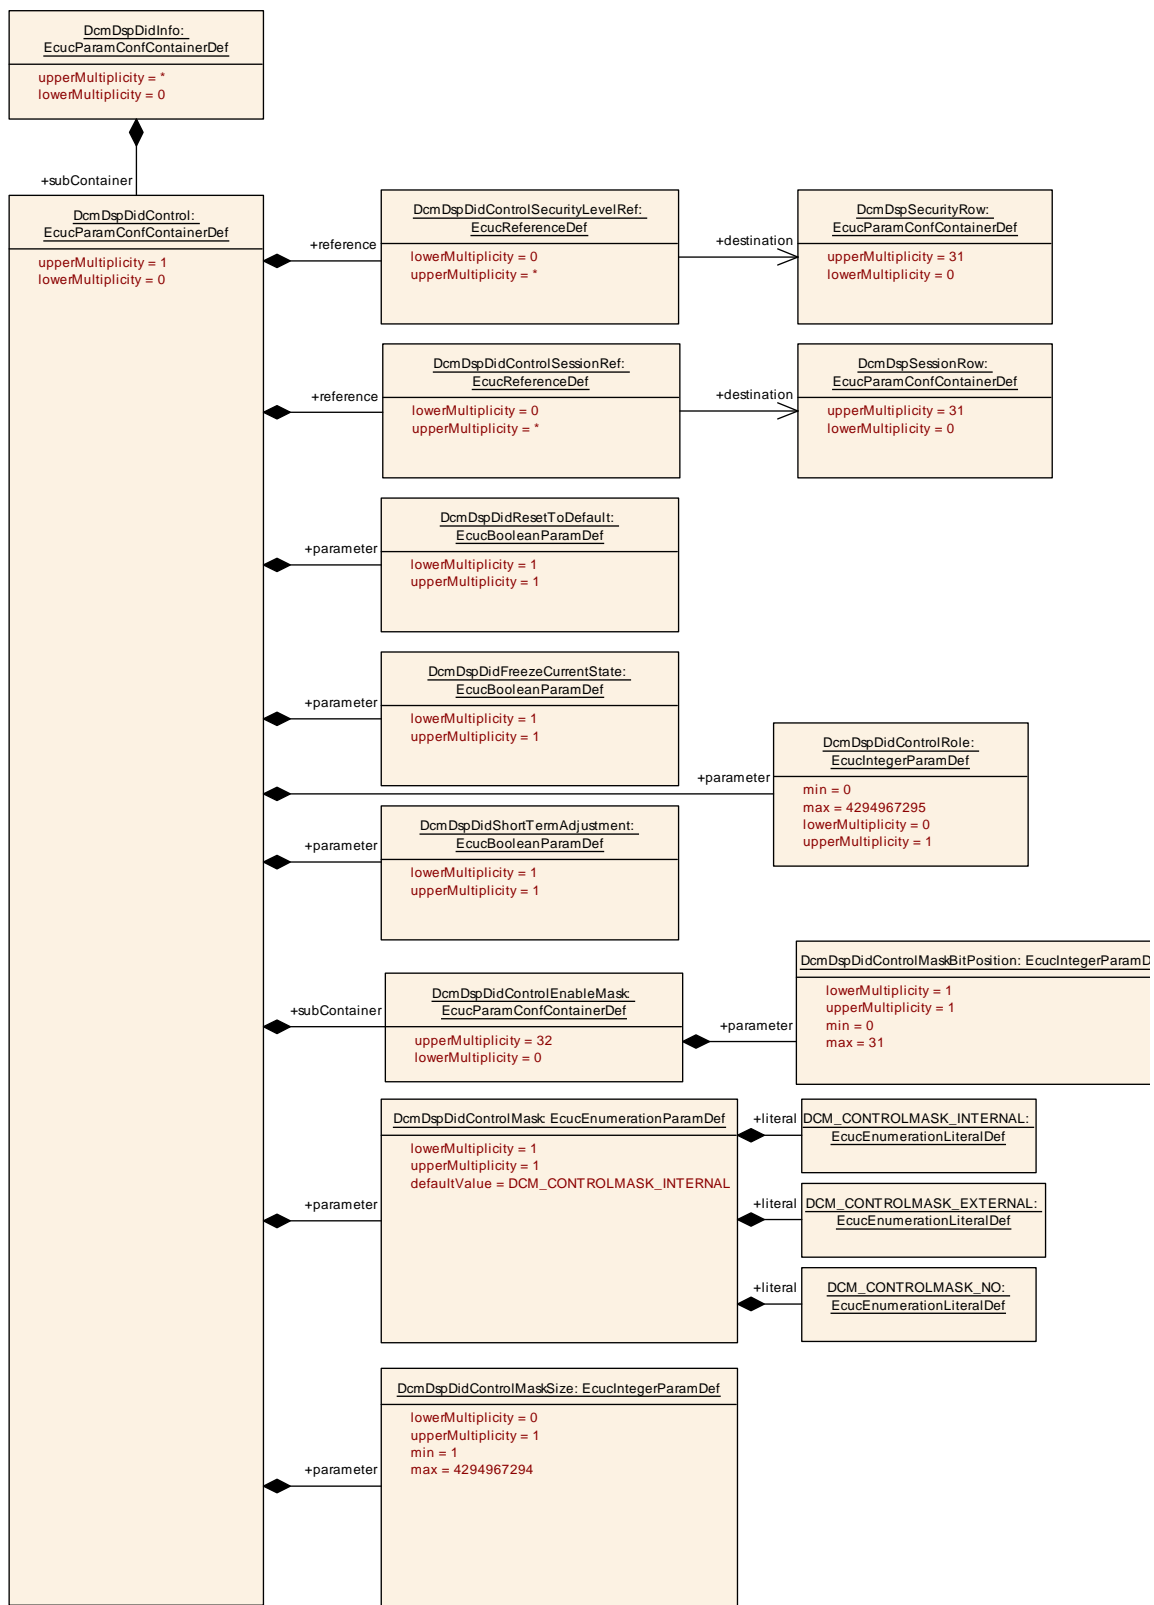 DcmDspDidInfo:
EcucParamConfContainerDef
upperMultiplicity = *
lowerMultiplicity = 0
+subContainer
DcmDspDidControl:
EcucParamConfContainerDef
upperMultiplicity = 1
lowerMultiplicity = 0
+reference
DcmDspDidControlSecurityLevelRef:
EcucReferenceDef
lowerMultiplicity = 0
upperMultiplicity = *
+destination
DcmDspSecurityRow:
EcucParamConfContainerDef
upperMultiplicity = 31
lowerMultiplicity = 0
+reference
DcmDspDidControlSessionRef:
EcucReferenceDef
lowerMultiplicity = 0
upperMultiplicity = *
+destination
DcmDspSessionRow:
EcucParamConfContainerDef
upperMultiplicity = 31
lowerMultiplicity = 0
+parameter
DcmDspDidResetToDefault:
EcucBooleanParamDef
lowerMultiplicity = 1
upperMultiplicity = 1
+parameter
DcmDspDidFreezeCurrentState:
EcucBooleanParamDef
lowerMultiplicity = 1
upperMultiplicity = 1
+parameter
DcmDspDidControlRole:
EcucIntegerParamDef
min = 0
max = 4294967295
lowerMultiplicity = 0
upperMultiplicity = 1
+parameter
DcmDspDidShortTermAdjustment:
EcucBooleanParamDef
lowerMultiplicity = 1
upperMultiplicity = 1
+subContainer
DcmDspDidControlEnableMask:
EcucParamConfContainerDef
upperMultiplicity = 32
lowerMultiplicity = 0
+parameter
DcmDspDidControlMaskBitPosition: EcucIntegerParamD
lowerMultiplicity = 1
upperMultiplicity = 1
min = 0
max = 31
+parameter
DcmDspDidControlMask: EcucEnumerationParamDef
lowerMultiplicity = 1
upperMultiplicity = 1
defaultValue = DCM_CONTROLMASK_INTERNAL
+literal
DCM_CONTROLMASK_INTERNAL:
EcucEnumerationLiteralDef
+literal
DCM_CONTROLMASK_EXTERNAL:
EcucEnumerationLiteralDef
+literal
DCM_CONTROLMASK_NO:
EcucEnumerationLiteralDef
+parameter
DcmDspDidControlMaskSize: EcucIntegerParamDef
lowerMultiplicity = 0
upperMultiplicity = 1
min = 1
max = 4294967294